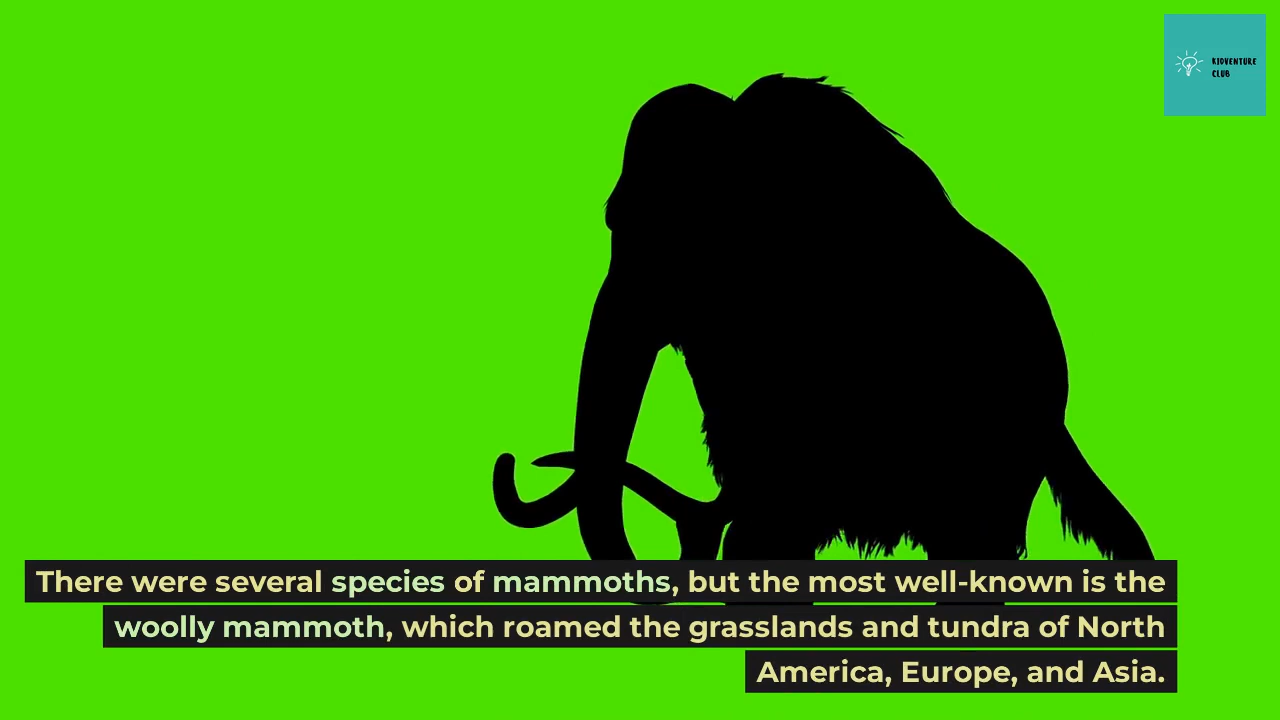 KIDVENTURE
CLUB
There were several species of mammoths, but the most well-known is the
woolly mammoth, which roamed the grasslands and tundra of North
America, Europe, and Asia.